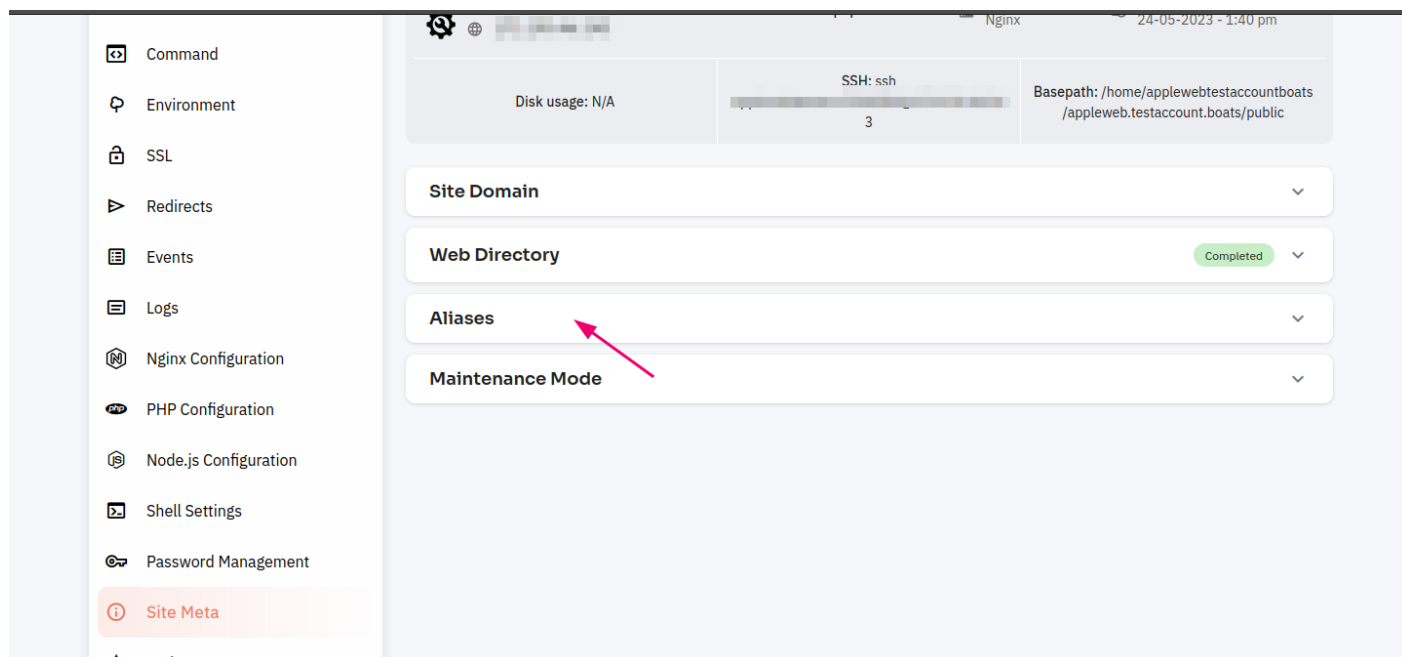 Nginx
24-05-2023 - 1:40 pm
Disk usage: N/A
SSH: ssh
3
Basepath: /home/applewebtestaccountboats
/appleweb.testaccount.boats/public
Command
Environment
SSL
Redirects
Events
Logs
Nginx Configuration
PHP Configuration
Node.js Configuration
Shell Settings
Password Management
Site Meta
Site Domain
Web Directory
Completed
Aliases
Maintenance Mode